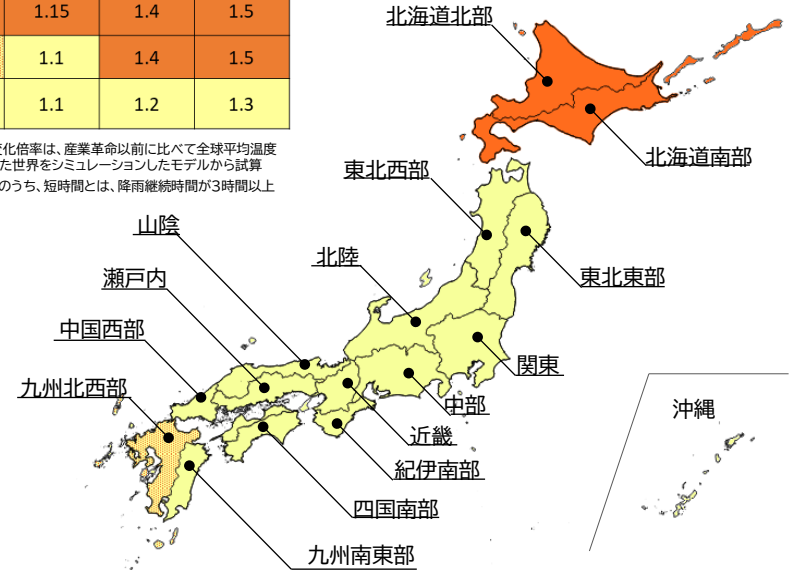 1.15 1.4 1.5
1.1 1.4 1.5
1.1 1.2 1.3
変化倍率は、産業革命以前に比べて全球平均温度
た世界をシミュレーションしたモデルから試算
のうち、短時間とは、降雨継続時間が3時間以上
北海道北部
北海道南部
東北西部
山陰
北陸
東北東部
瀬戸内
中国西部
関東
九州北西部
中部
沖縄
近畿
紀伊南部
四国南部
九州南東部